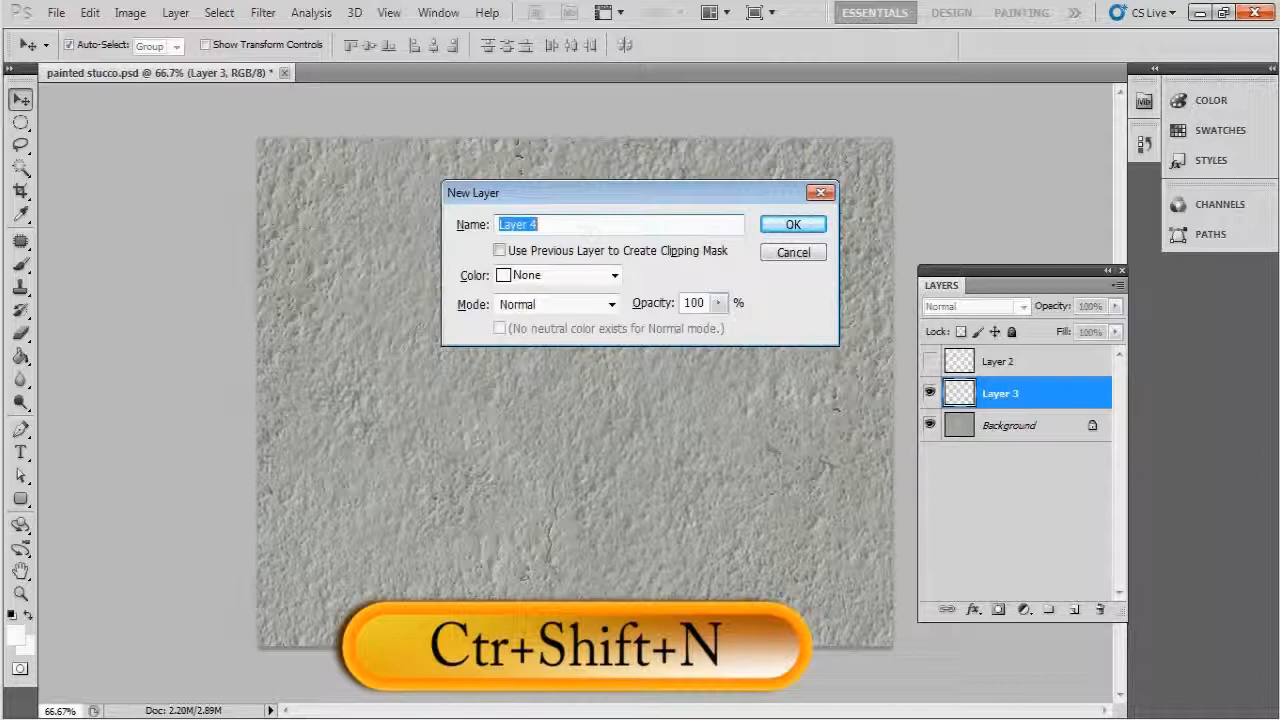 PS File Edit Image Layer Select Filter Analysis 3D View Window Help ESSENTIALS DESIGN PAINTING CS Live
Auto-Select: Group Show Transform Controls
painted stucco.psd @ 66.7% (Layer 3, RGB/8) *
Mb
COLOR
SWATCHES
STYLES
CHANNELS
PATHS
New Layer
Name: Layer 4
OK
Use Previous Layer to Create Clipping Mask
Cancel
Color: None
Mode: Normal Opacity: 100 %
(No neutral color exists for Normal mode.)
LAYERS
Normal Opacity: 100%
Lock: Fill: 100%
Layer 2
Layer 3
Background
Ctr+Shift+N
66.67% Doc: 2.20M/2.89M